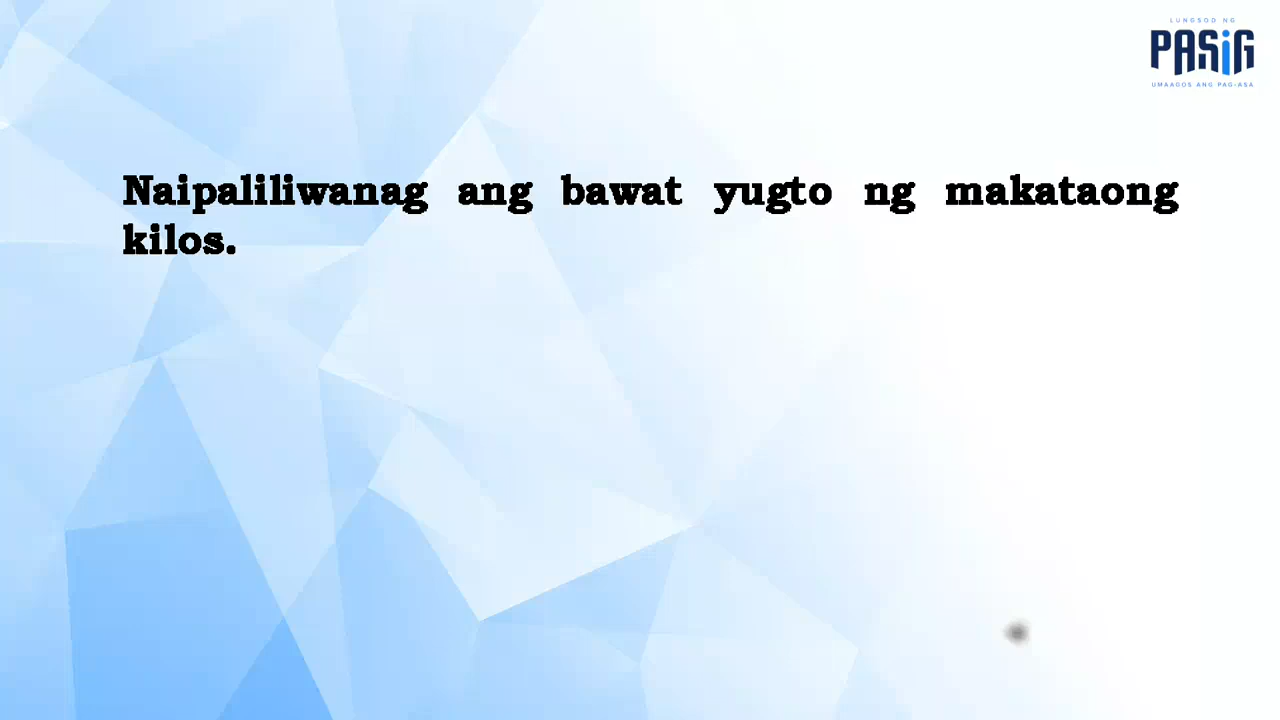 LUNGSOD NG
PASIG
UMAAGOS ANG PAG-ASA
Naipaliliwanag ang bawat yugto ng makataong
kilos.